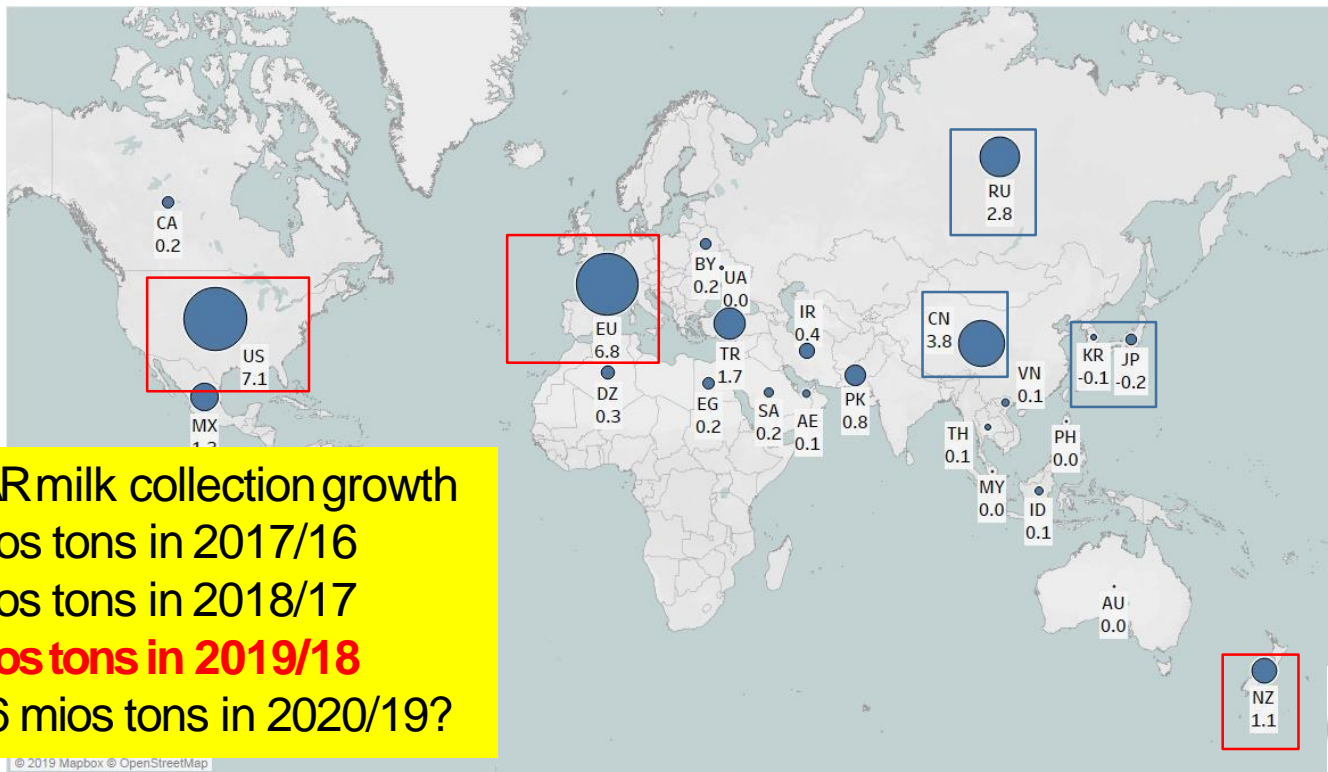 CA
0.2
US
7.1
MX
EU
6.8
DZ
0.3
BY
0.2
UA
0.0
TR
1.7
EG
0.2
SA
0.2
AE
0.1
IR
0.4
PK
0.8
RU
2.8
CN
3.8
KR
-0.1
JP
-0.2
VN
0.1
TH
0.1
PH
0.0
MY
0.0
ID
0.1
AU
0.0
NZ
1.1
milk collection growth
tons in 2017/16
tons in 2018/17
tons in 2019/18
mios tons in 2020/19?
© 2019 Mapbox © OpenStreetMap